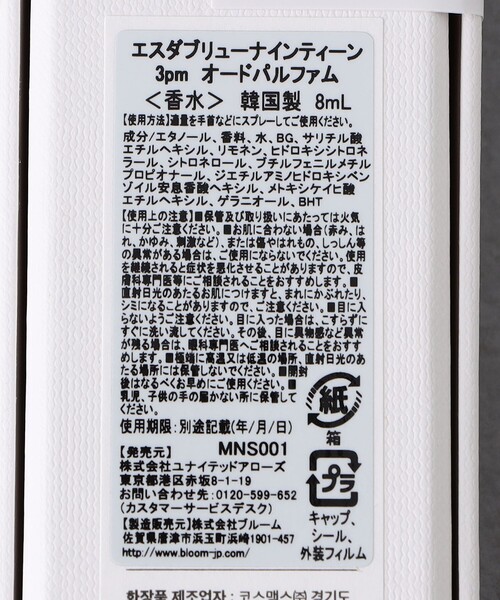 エスダブリューナインティーン
3pm オードパルファム
＜香水＞ 韓国製 8mL
【使用方法】適量を手首などにスプレーしてご使用ください。
成分/エタノール、香料、水、BG、サリチル酸
エチルヘキシル、リモネン、ヒドロキシシトロネ
ラール、シトロネロール、ブチルフェニルメチル
プロピオナール、ジエチルアミノヒドロキシベン
ゾイル安息香酸ヘキシル、メトキシケイヒ酸
エチルヘキシル、ゲラニオール、BHT
【使用上の注意】■保管及び取り扱いにあたっては火気
に十分ご注意ください。■お肌に合わない場合（赤み、は
れ、かゆみ、刺激など）、または傷やはれもの、しっしん等
の異常がある場合は、ご使用にならないでください。使用
を継続されると症状を悪化させることがありますので、皮
膚科専門医等にご相談されることをおすすめします。■
直射日光のあたるお肌につけますと、まれにかぶれたり、
シミになることがありますので、ご注意ください。■目に入
らないようご注意ください。目に入った場合は、こすらずに
すぐに洗い流してください。その後、目に異物感など異常
が残る場合は、眼科専門医へご相談されることをおすす
めします。■極端に高温又は低温の場所、直射日光のあ
たる場所には保管しないでください。■開封
後はなるべくお早めにご使用ください。■
乳児、子供の手の届かない所に保管してく
ださい。
使用期限:別途記載(年/月/日)
紙
箱
【発売元】 MNS001
株式会社ユナイテッドアローズ
東京都港区赤坂8-1-19
お問い合わせ先:0120-599-652
(カスタマーサービスデスク)
プラ
キャップ、
シール、
外装フィルム
【製造販売元】株式会社ブルーム
佐賀県唐津市浜玉町浜崎1901-457
http://www.bloom-jp.com/
화장품 제조업자 : 코스맥스㈜ 경기도